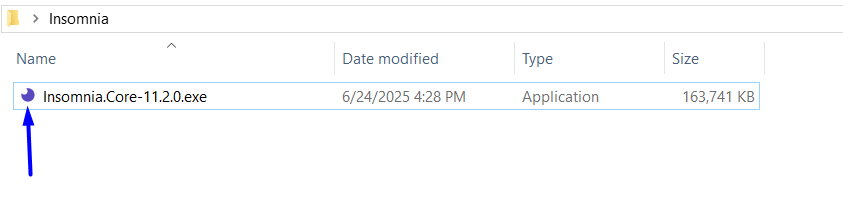 Insomnia
Name Date modified Type Size
Insomnia.Core-11.2.0.exe 6/24/2025 4:28 PM Application 163,741 KB